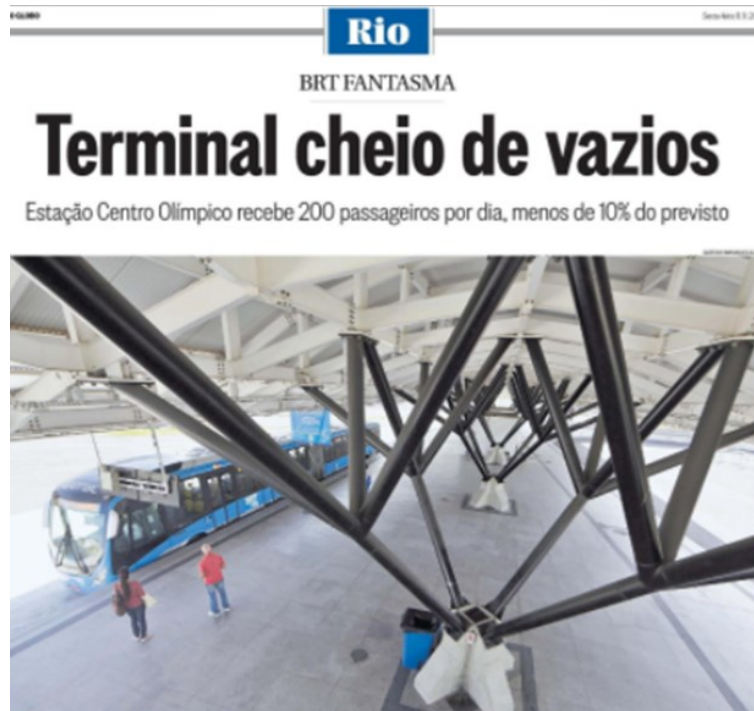 O GLOBO
Rio
BRT FANTASMA
Terminal cheio de vazios
Estação Centro Olímpico recebe 200 passageiros por dia, menos de 10% do previsto